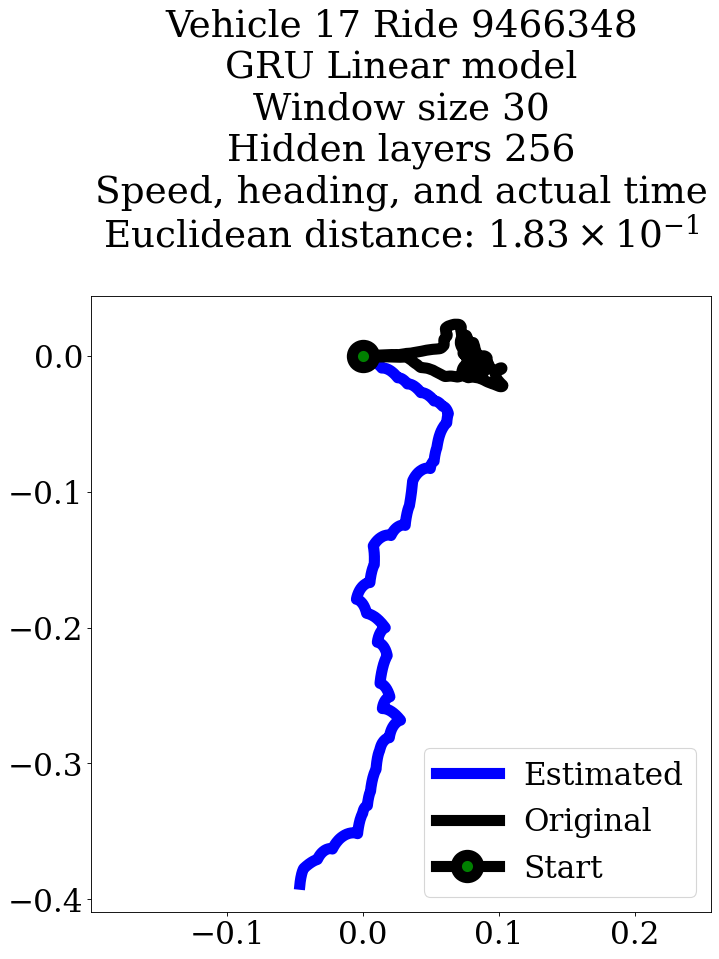 Vehicle 17 Ride 9466348
GRU Linear model
Window size 30
Hidden layers 256
Speed, heading, and actual time
Euclidean distance: 1.83 × 10⁻¹
0.0
−0.1
−0.2
−0.3
−0.4
−0.1 0.0 0.1 0.2
Estimated
Original
Start